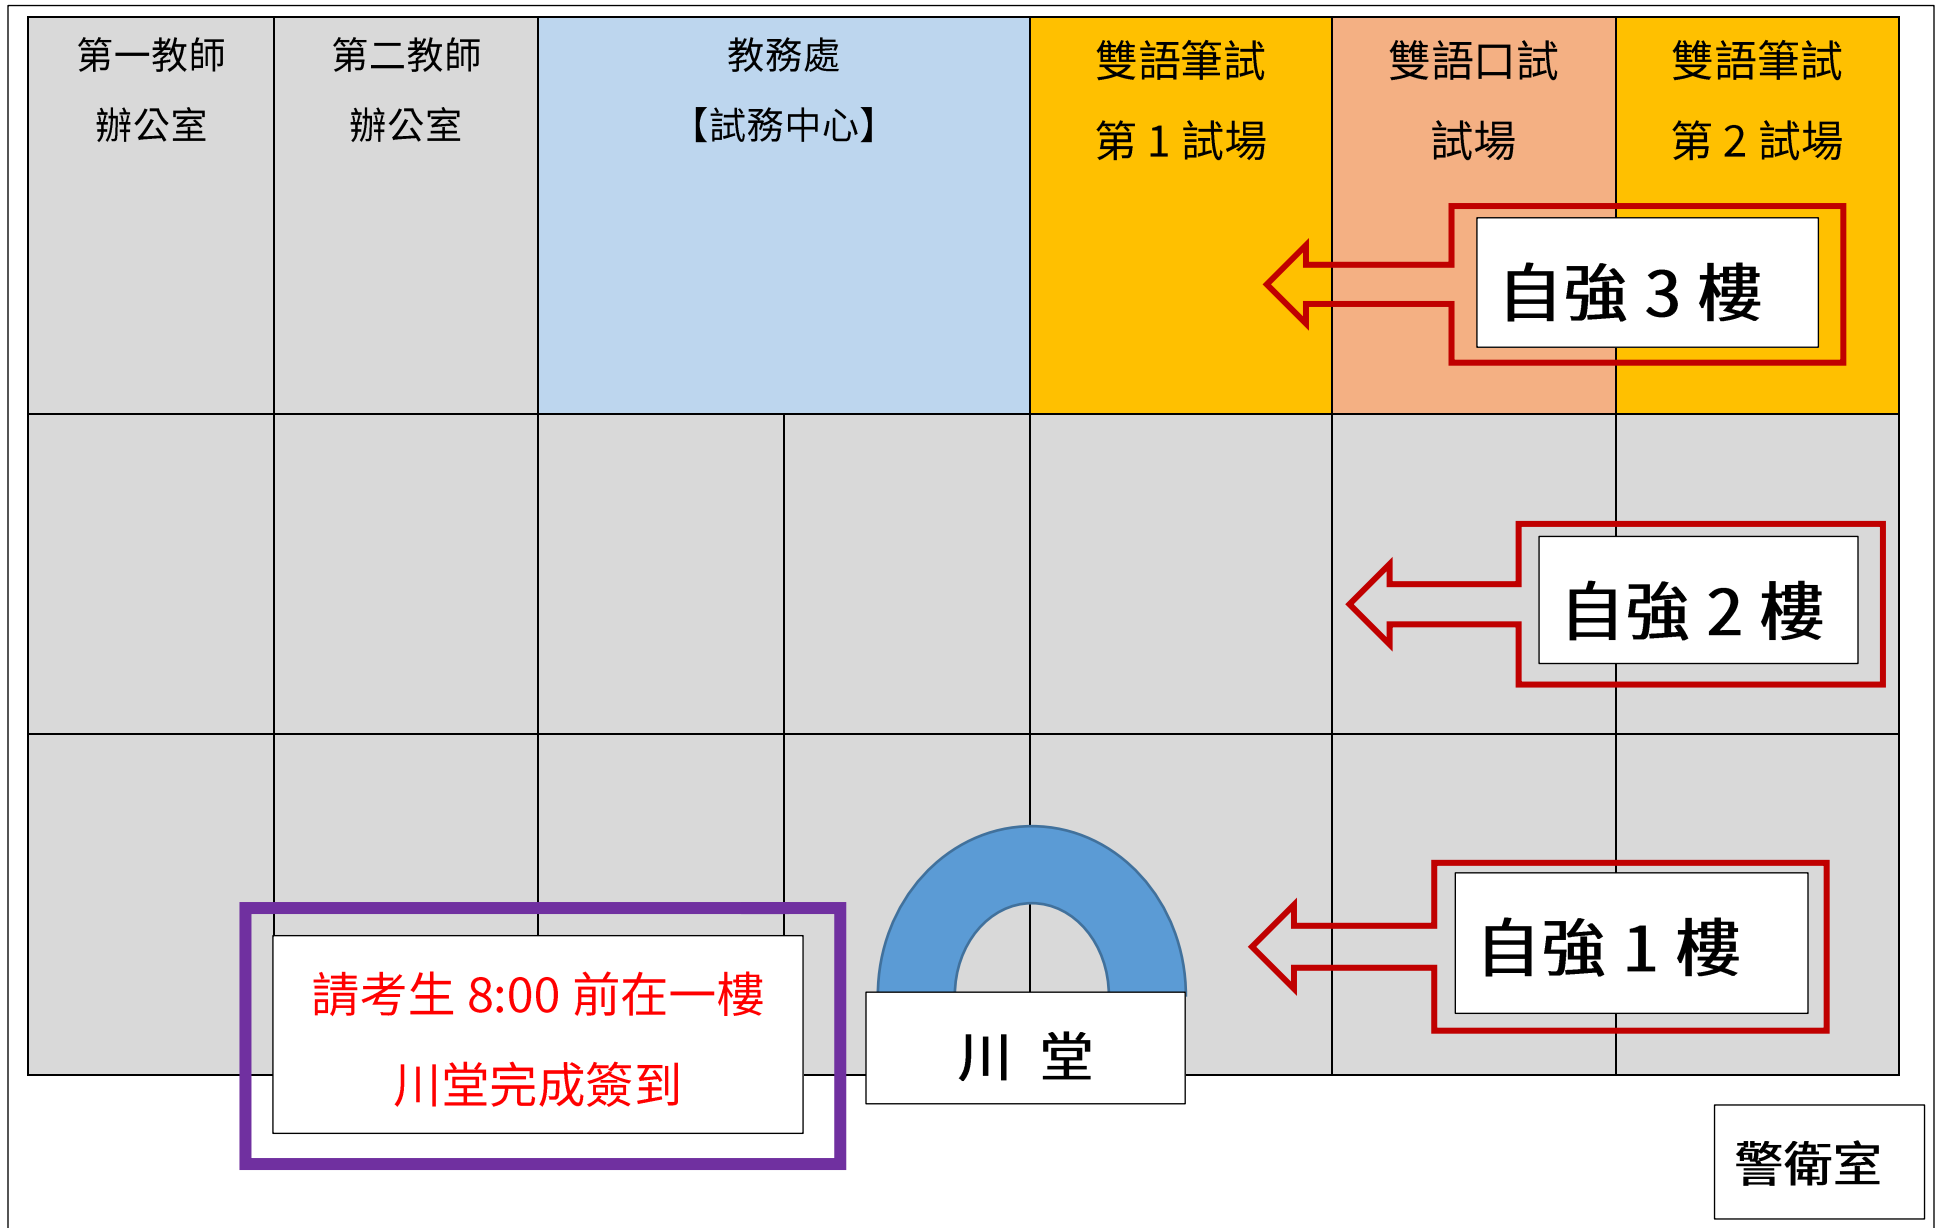 第一教師
辦公室
第二教師
辦公室
教務處
【試務中心】
雙語筆試
第 1 試場
雙語口試
試場
雙語筆試
第 2 試場
自強 3 樓
自強 2 樓
自強 1 樓
請考生 8:00 前在一樓
川堂完成簽到
川 堂
警衛室